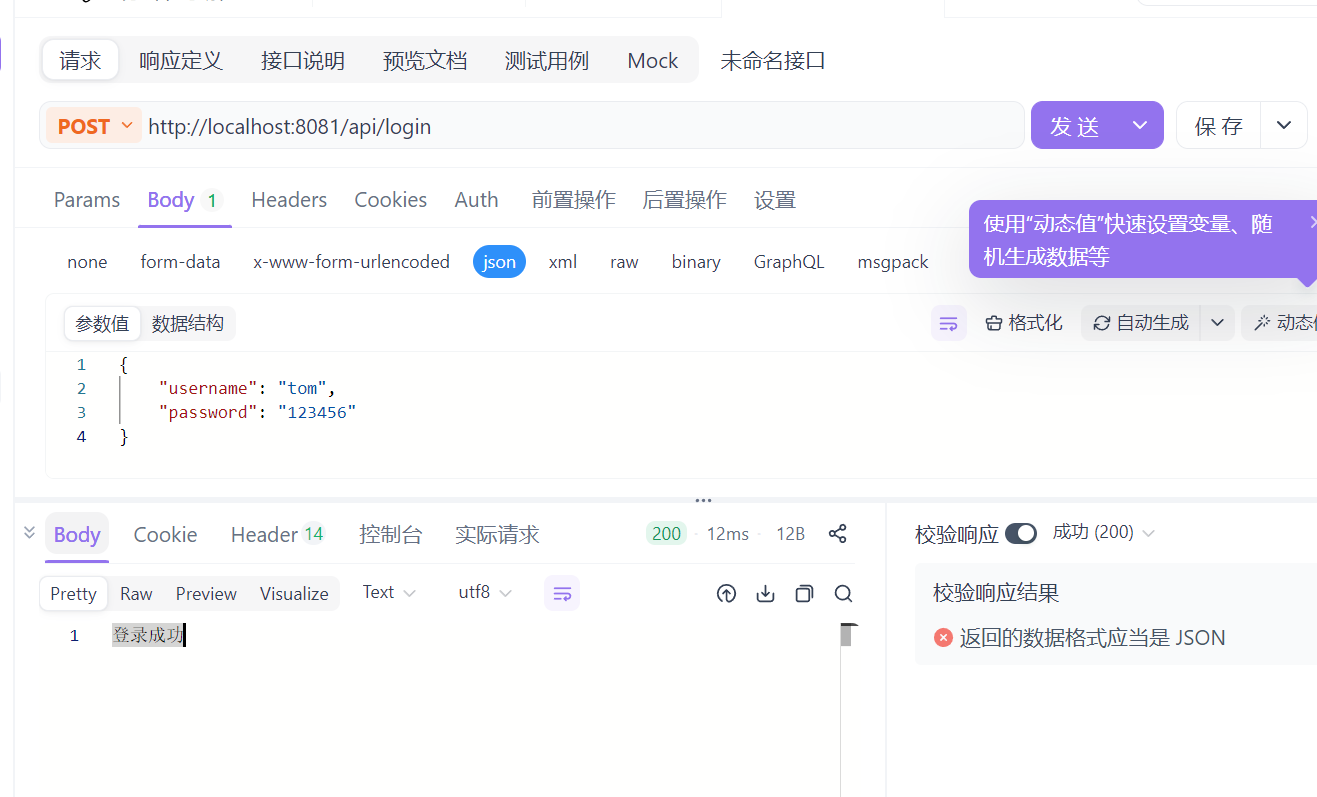 请求 响应定义 接口说明 预览文档 测试用例 Mock 未命名接口
POST http://localhost:8081/api/login 发 送 保 存
Params Body 1 Headers Cookies Auth 前置操作 后置操作 设置
使用“动态值”快速设置变量、随
机生成数据等
none form-data x-www-form-urlencoded json xml raw binary GraphQL msgpack
参数值 数据结构 格式化 自动生成 动态
1 {
2 "username": "tom",
3 "password": "123456"
4 }
Body Cookie Header 14 控制台 实际请求 200 · 12ms · 12B
Pretty Raw Preview Visualize Text utf8
1 登录成功
校验响应 成功 (200)
校验响应结果
返回的数据格式应当是 JSON